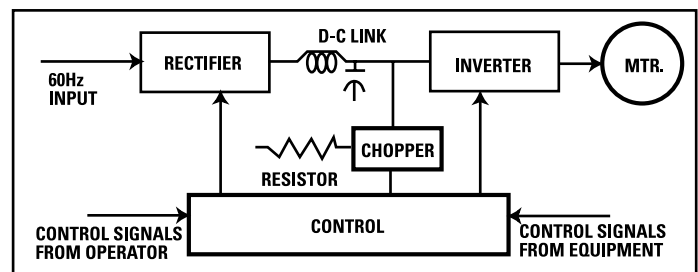 D-C LINK
RECTIFIER
INVERTER
MTR.
60Hz
INPUT
CHOPPER
RESISTOR
CONTROL
CONTROL SIGNALS
FROM OPERATOR
CONTROL SIGNALS
FROM EQUIPMENT